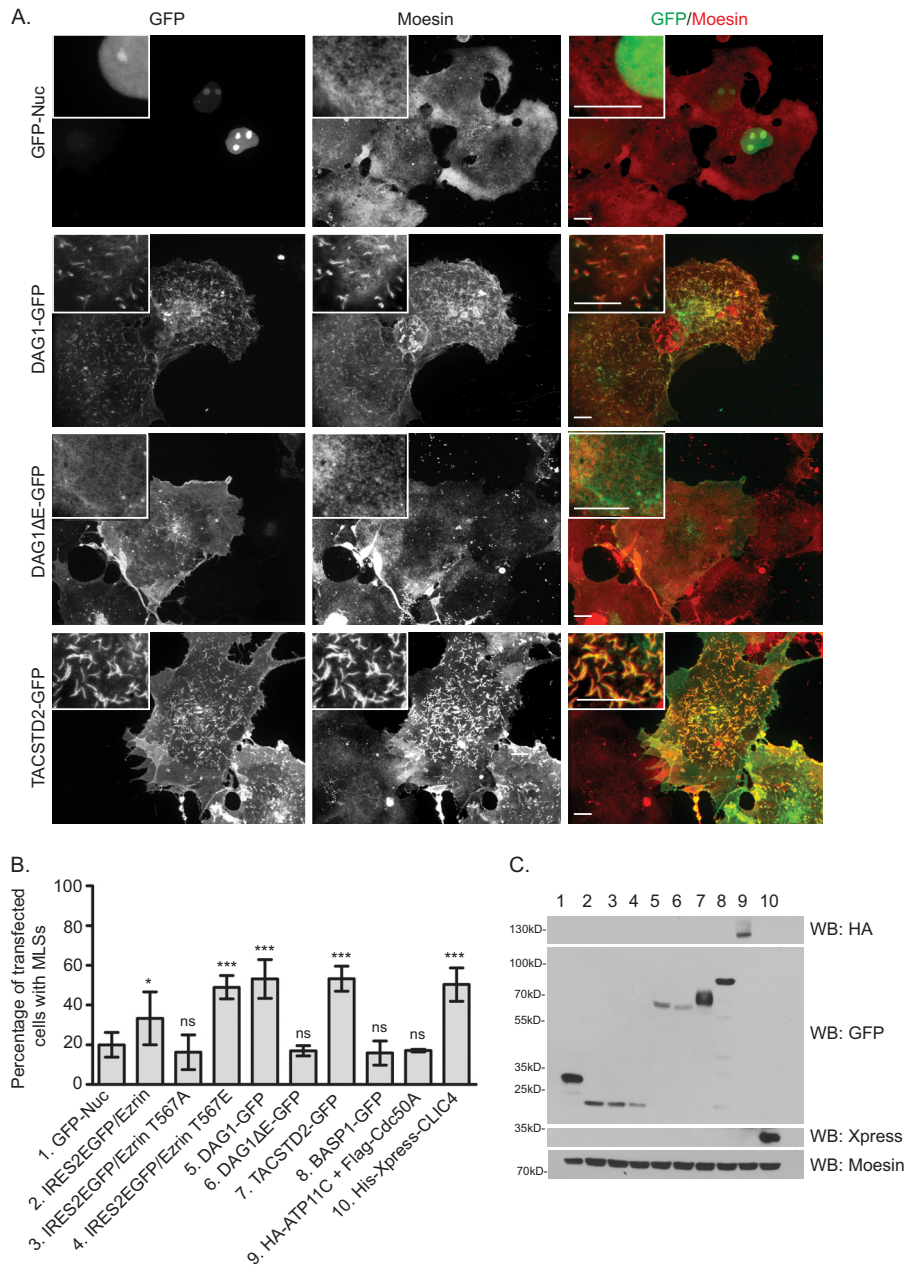 A.
GFP
Moesin
GFP/Moesin
GFP-Nuc
DAG1-GFP
DAG1ΔE-GFP
TACSTD2-GFP
B.
Percentage of transfected
cells with MLSs
100
80
60
40
20
0
*
ns
***
***
ns
***
ns
ns
***
1. GFP-Nuc
2. IRES2EGFP/Ezrin
3. IRES2EGFP/Ezrin T567A
4. IRES2EGFP/Ezrin T567E
5. DAG1-GFP
6. DAG1ΔE-GFP
7. TACSTD2-GFP
8. BASP1-GFP
9. HA-ATP11C + Flag-Cdc50A
10. His-Xpress-CLIC4
C.
1 2 3 4 5 6 7 8 9 10
130kD-
WB: HA
100kD-
70kD-
55kD-
WB: GFP
35kD-
25kD-
35kD-
WB: Xpress
70kD-
WB: Moesin